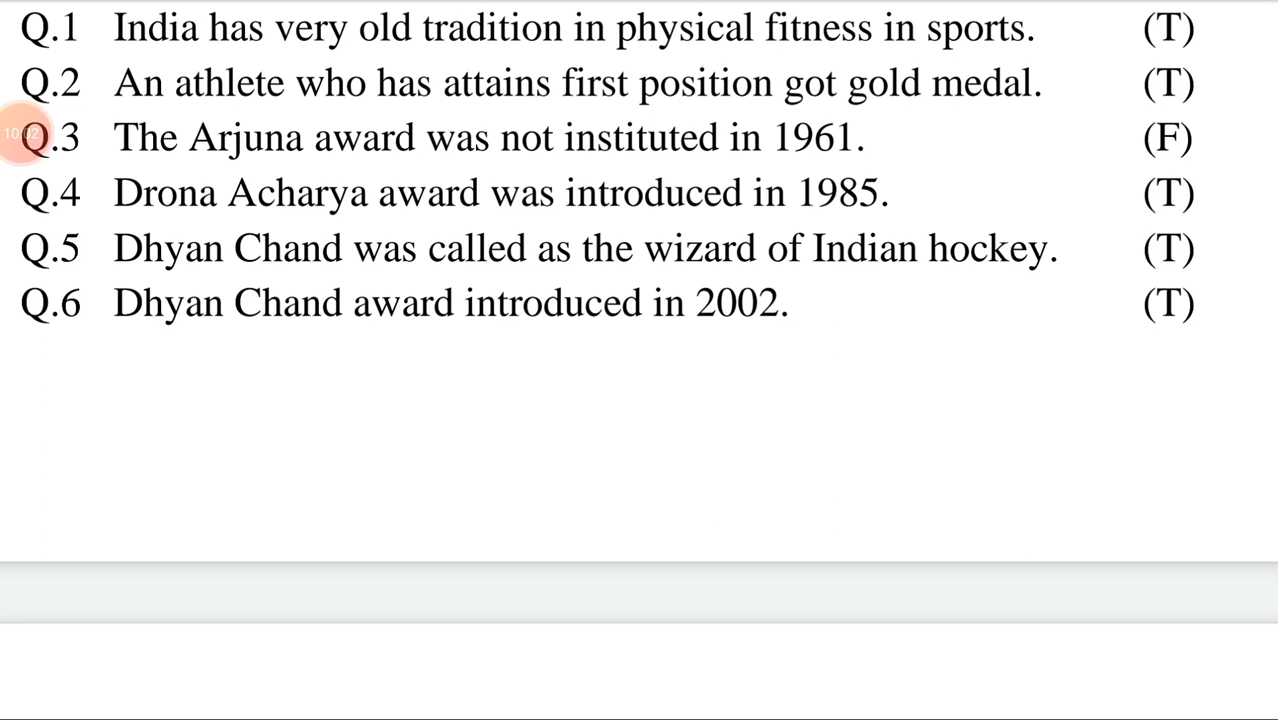 Q.1 India has very old tradition in physical fitness in sports. (T)
Q.2 An athlete who has attains first position got gold medal. (T)
10:02
Q.3 The Arjuna award was not instituted in 1961. (F)
Q.4 Drona Acharya award was introduced in 1985. (T)
Q.5 Dhyan Chand was called as the wizard of Indian hockey. (T)
Q.6 Dhyan Chand award introduced in 2002. (T)